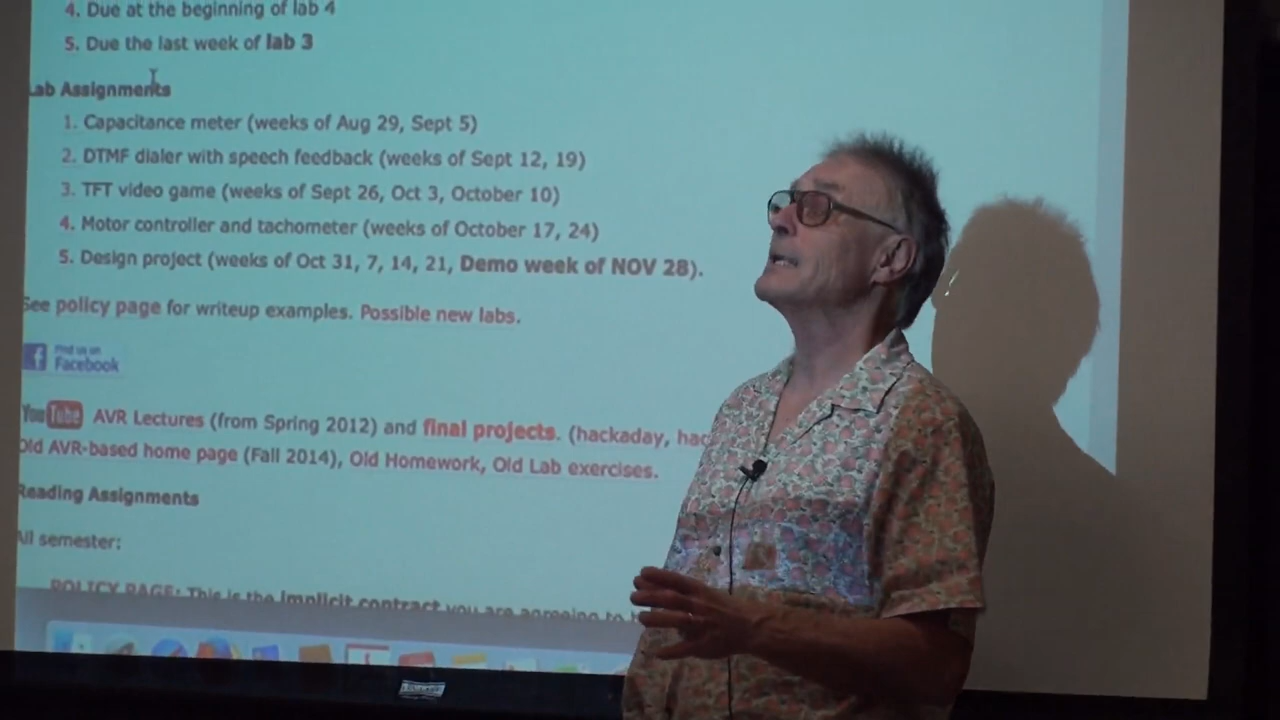 4. Due at the beginning of lab 4
5. Due the last week of lab 3
Lab Assignments
1. Capacitance meter (weeks of Aug 29, Sept 5)
2. DTMF dialer with speech feedback (weeks of Sept 12, 19)
3. TFT video game (weeks of Sept 26, Oct 3, October 10)
4. Motor controller and tachometer (weeks of October 17, 24)
5. Design project (weeks of Oct 31, 7, 14, 21, Demo week of NOV 28).
See policy page for writeup examples. Possible new labs.
Find us on
Facebook
YouTube AVR Lectures (from Spring 2012) and final projects. (hackaday,
Old AVR-based home page (Fall 2014), Old Homework, Old Lab exercises.
Reading Assignments
All semester:
POLICY PAGE: This is the implicit contract you are agreeing to